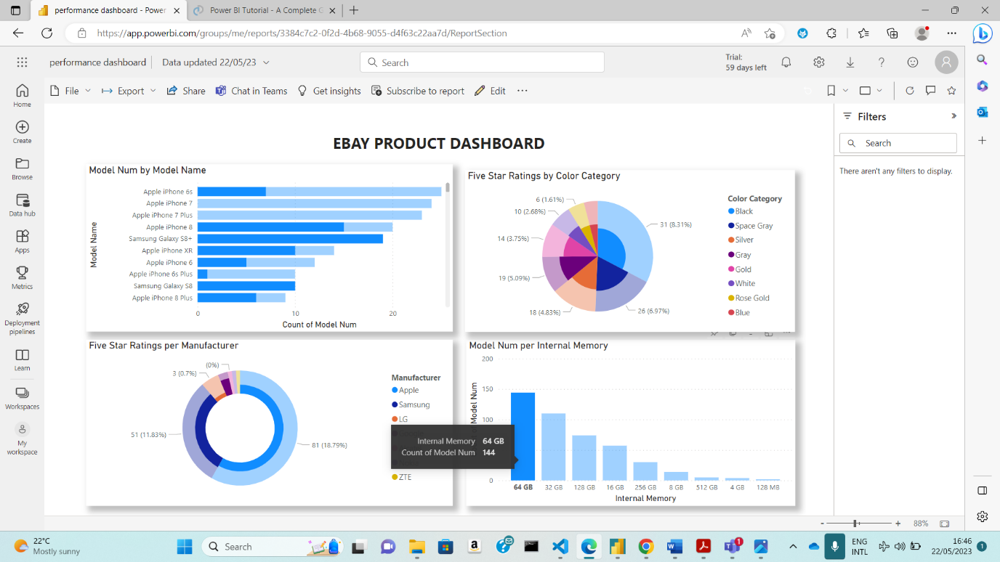 performance dashboard - Power
Power BI Tutorial - A Complete G
https://app.powerbi.com/groups/me/reports/3384c7c2-0f2d-4b68-9055-d4f63c22aa7d/ReportSection
performance dashboard
Data updated 22/05/23
Search
Trial:
59 days left
File
Export
Share
Chat in Teams
Get insights
Subscribe to report
Edit
Home
Create
Browse
Data hub
Apps
Metrics
Deployment
pipelines
Learn
Workspaces
My
workspace
EBAY PRODUCT DASHBOARD
Model Num by Model Name
Model Name
Apple iPhone 6s
Apple iPhone 7
Apple iPhone 7 Plus
Apple iPhone 8
Samsung Galaxy S8+
Apple iPhone XR
Apple iPhone 6
Apple iPhone 6s Plus
Samsung Galaxy S8
Apple iPhone 8 Plus
0 10 20
Count of Model Num
Five Star Ratings by Color Category
6 (1.61%)
10 (2.68%)
14 (3.75%)
19 (5.09%)
18 (4.83%)
26 (6.97%)
31 (8.31%)
Color Category
Black
Space Gray
Silver
Gray
Gold
White
Rose Gold
Blue
Five Star Ratings per Manufacturer
(0%)
3 (0.7%)
51 (11.83%)
81 (18.79%)
Manufacturer
Apple
Samsung
LG
ZTE
Internal Memory 64 GB
Count of Model Num 144
Model Num per Internal Memory
of Model Num
200
150
100
0
64 GB 32 GB 128 GB 16 GB 256 GB 8 GB 512 GB 4 GB 128 MB
Internal Memory
Filters
Search
There aren't any filters to display.
88%
22°C
Mostly sunny
Search
1
ENG
INTL
16:46
22/05/2023
1